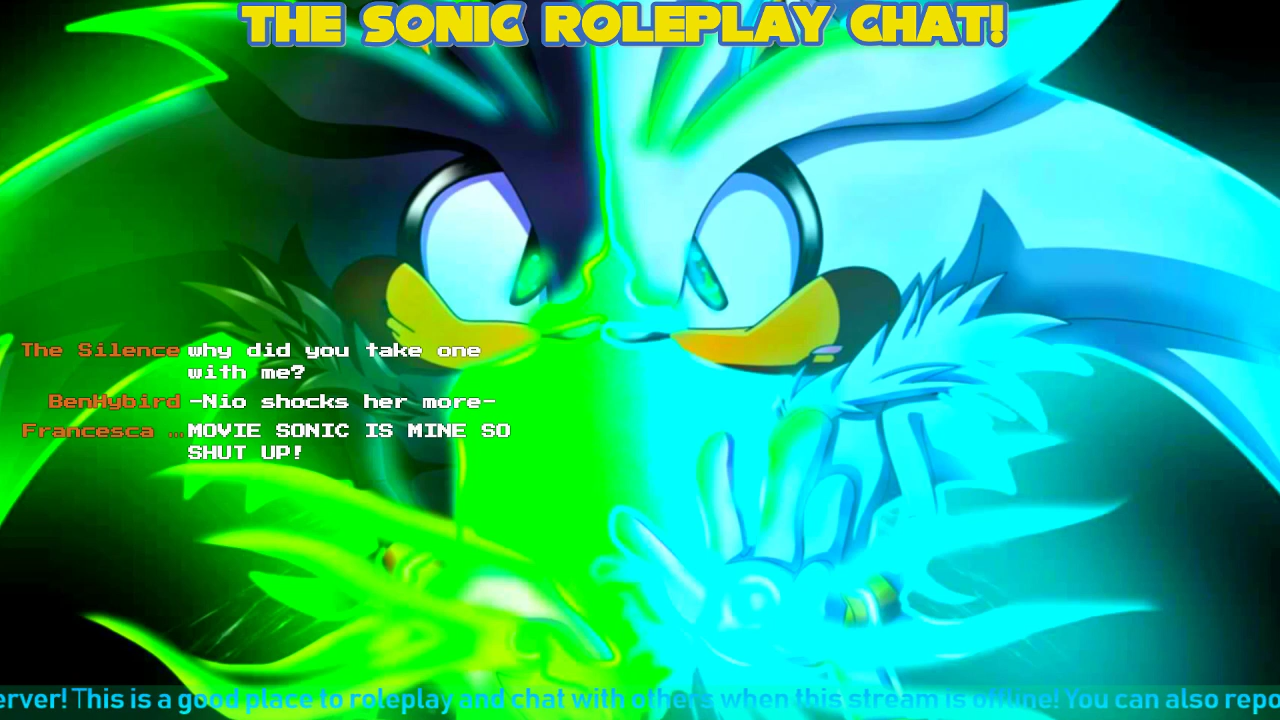 THE SONIC ROLEPLAY CHAT!
The Silence why did you take one
with me?
BenHybird -Nio shocks her more-
Francesca ... MOVIE SONIC IS MINE SO
SHUT UP!
erver! This is a good place to roleplay and chat with others when this stream is offline! You can also repo